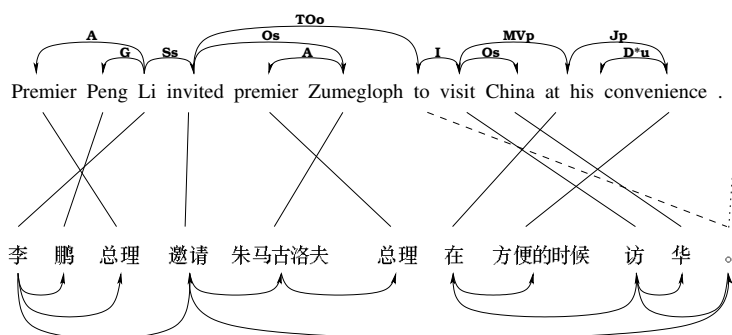 TOo
A Os MVp Jp
G Ss A I Os D*u
Premier Peng Li invited premier Zumegloph to visit China at his convenience .
李 鹏 总理 邀请 朱马古洛夫 总理 在 方便的时候 访 华 。